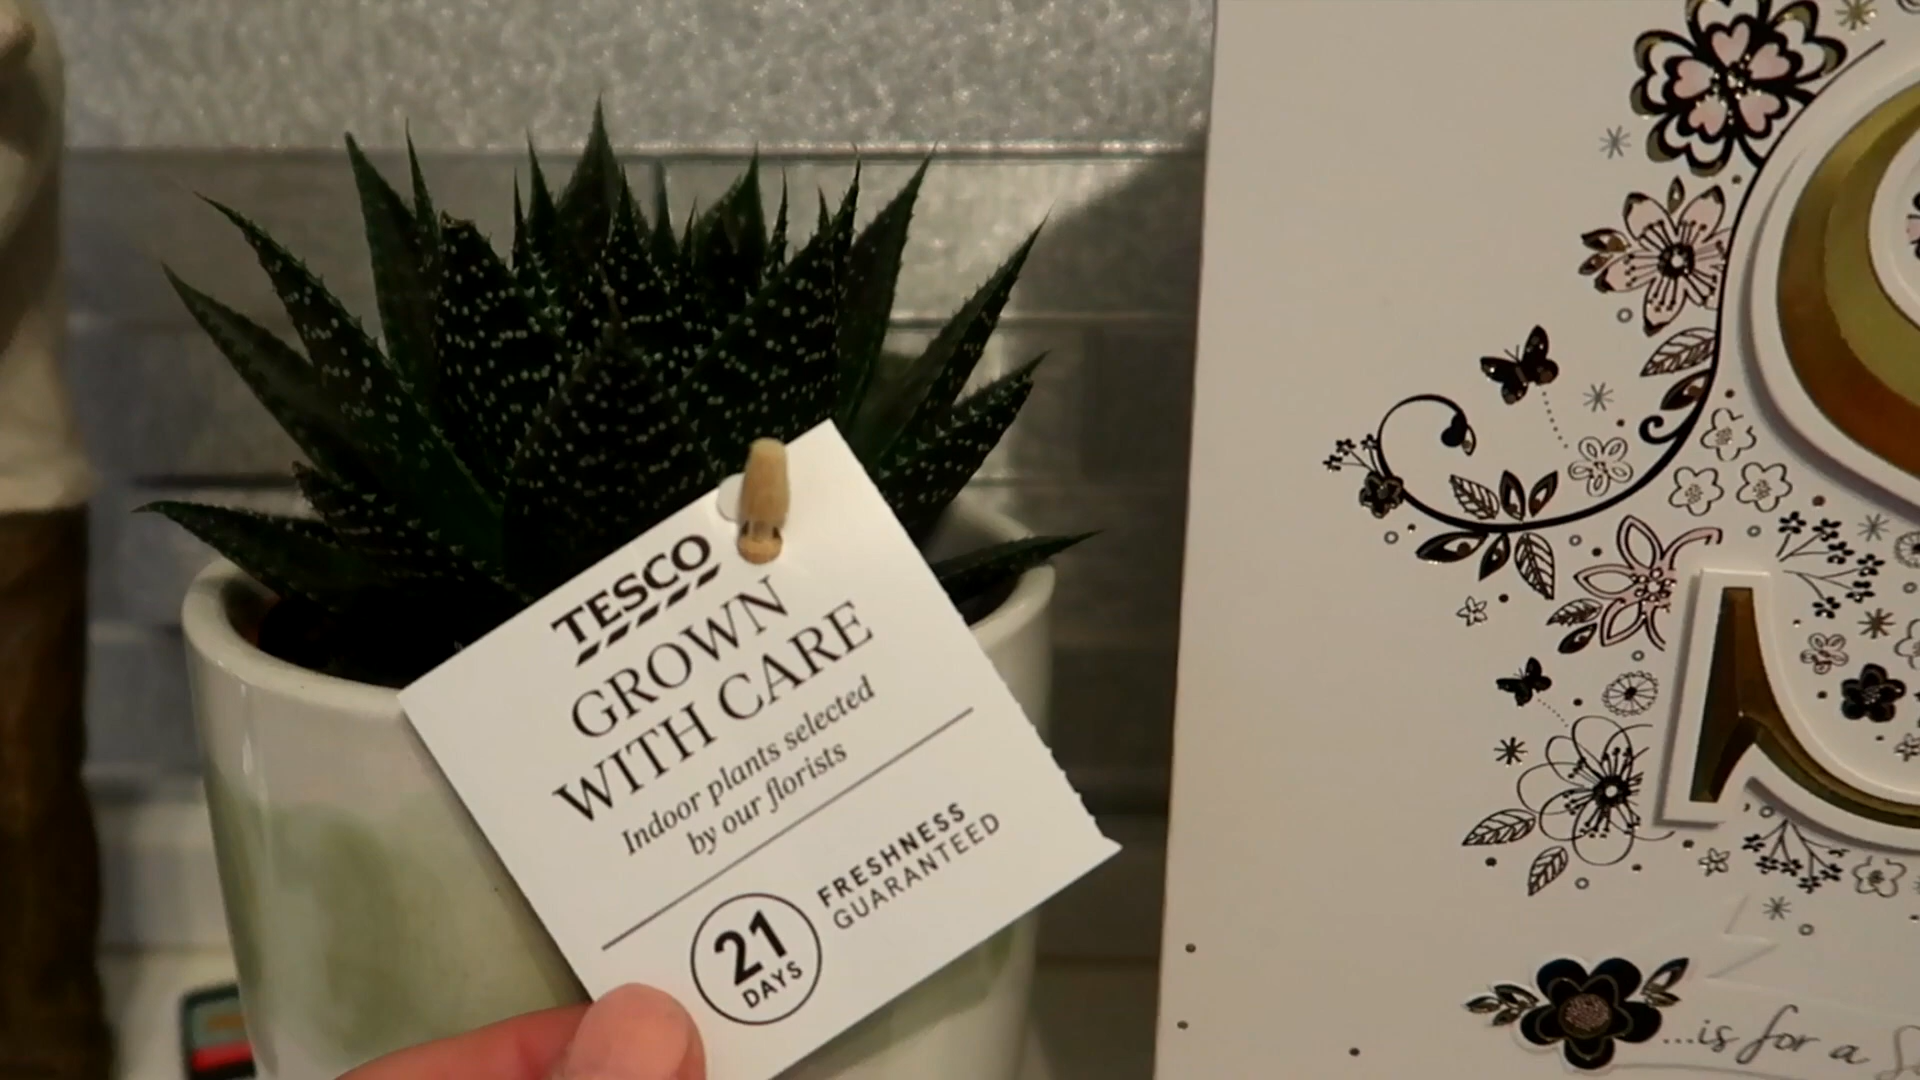 TESCO
GROWN
WITH CARE
Indoor plants selected
by our florists
21
DAYS
FRESHNESS
GUARANTEED
...is for a